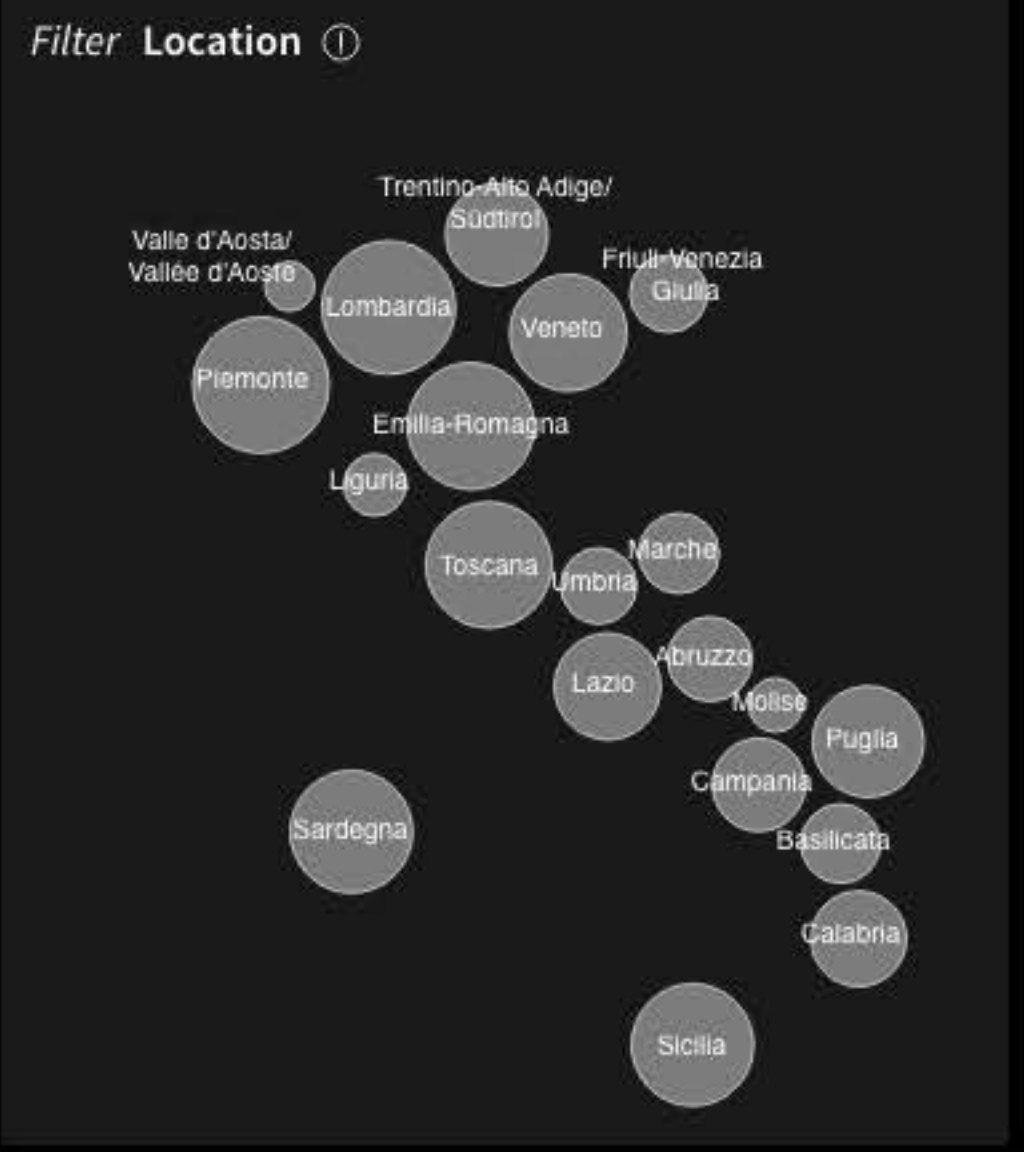 Filter Location
Trentino-Alto Adige/
Südtirol
Valle d'Aosta/
Vallée d'Aoste
Friuli-Venezia
Giulia
Lombardia
Veneto
Piemonte
Emilia-Romagna
Liguria
Toscana
Marche
Umbria
Abruzzo
Lazio
Molise
Puglia
Campania
Sardegna
Basilicata
Calabria
Sicilia